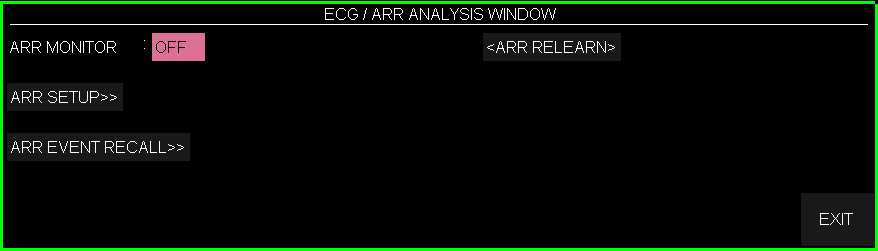 ECG / ARR ANALYSIS WINDOW
ARR MONITOR : OFF <ARR RELEARN>
ARR SETUP>>
ARR EVENT RECALL>>
EXIT